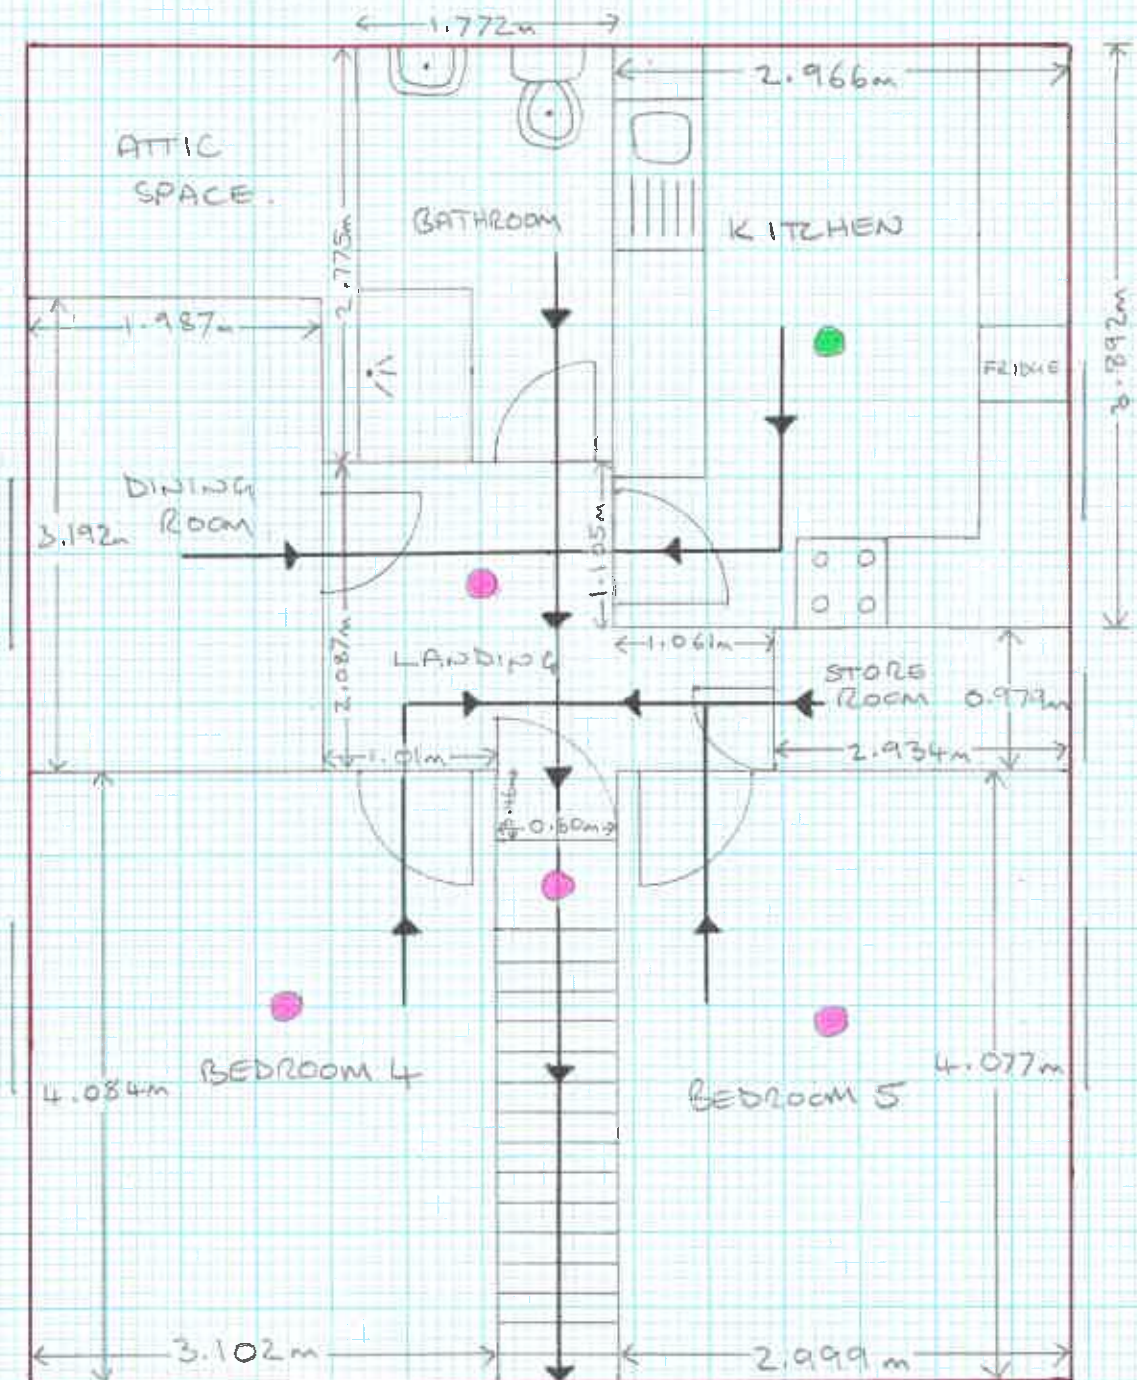 1.772m
2.966m
ATTIC
SPACE.
BATHROOM
KITCHEN
2.775m
1.987m
3.892m
FRIDGE
DINING
ROOM
3.192m
1.105m
LANDING
1.061m
STORE
ROOM
0.979m
2.087m
1.01m
2.934m
0.60m
BEDROOM 4
4.084m
BEDROOM 5
4.077m
3.102m
2.999m